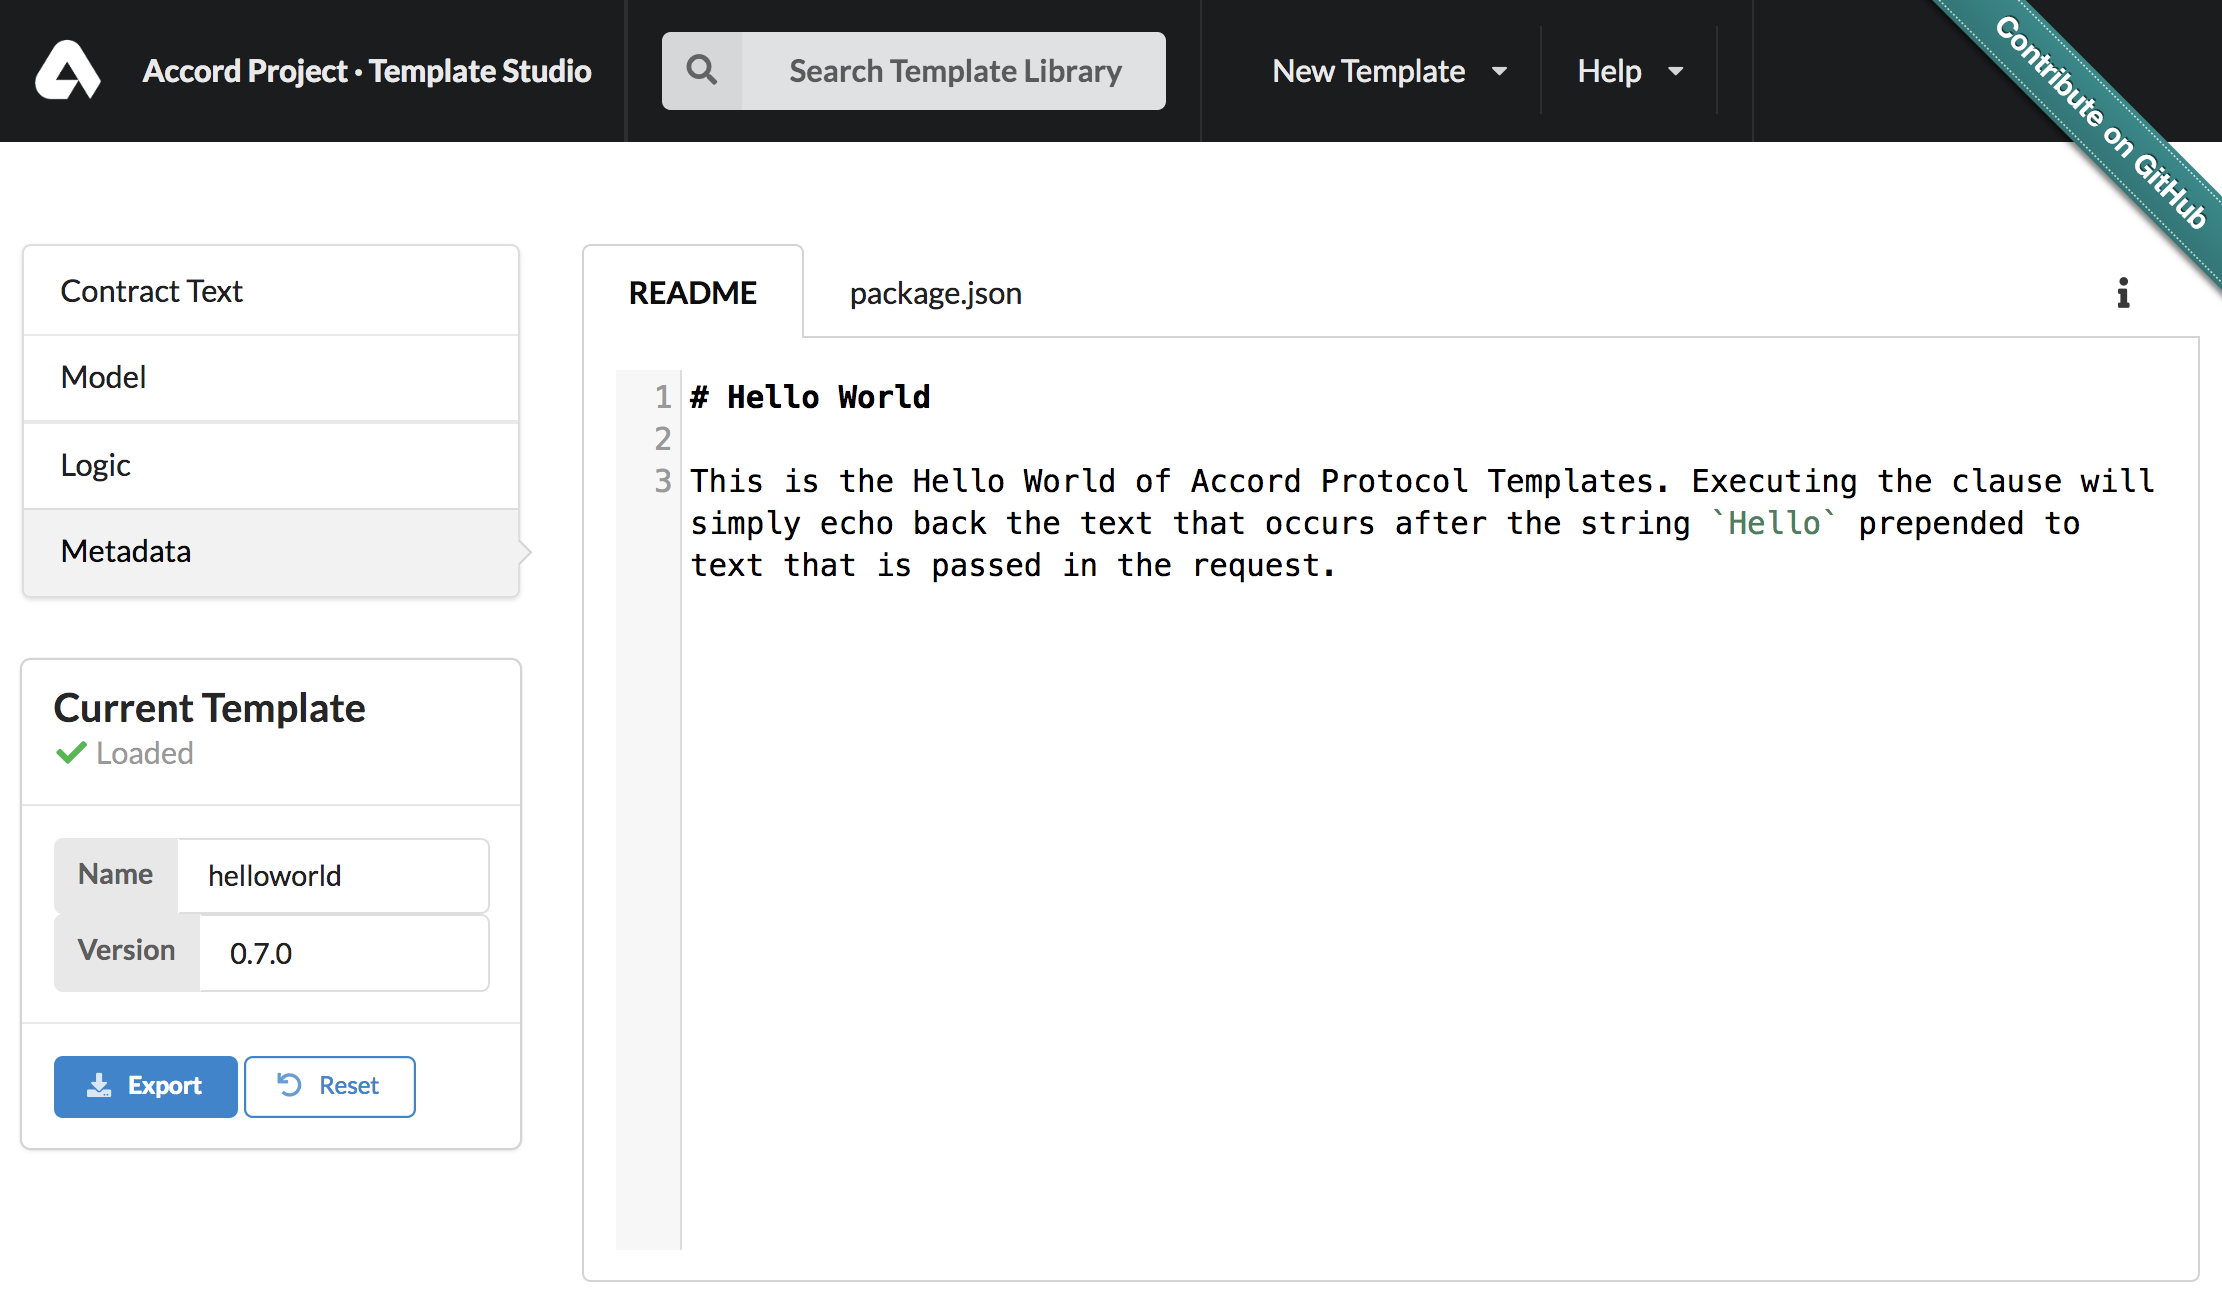 Accord Project · Template Studio
Search Template Library
New Template
Help
Contribute on GitHub
Contract Text
Model
Logic
Metadata
Current Template
Loaded
Name helloworld
Version 0.7.0
Export Reset
README package.json
1 # Hello World
2
3 This is the Hello World of Accord Protocol Templates. Executing the clause will
simply echo back the text that occurs after the string `Hello` prepended to
text that is passed in the request.